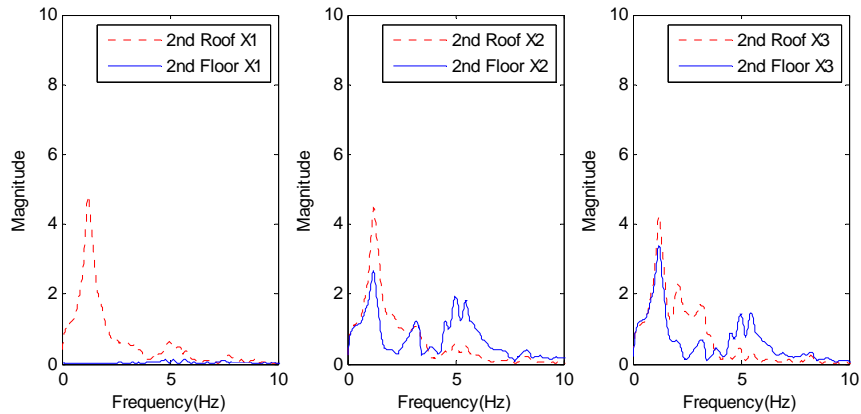 10
8
6
4
2
0
0
5
10
Magnitude
Frequency(Hz)
2nd Roof X1
2nd Floor X1
10
8
6
4
2
0
0
5
10
Magnitude
Frequency(Hz)
2nd Roof X2
2nd Floor X2
10
8
6
4
2
0
0
5
10
Magnitude
Frequency(Hz)
2nd Roof X3
2nd Floor X3